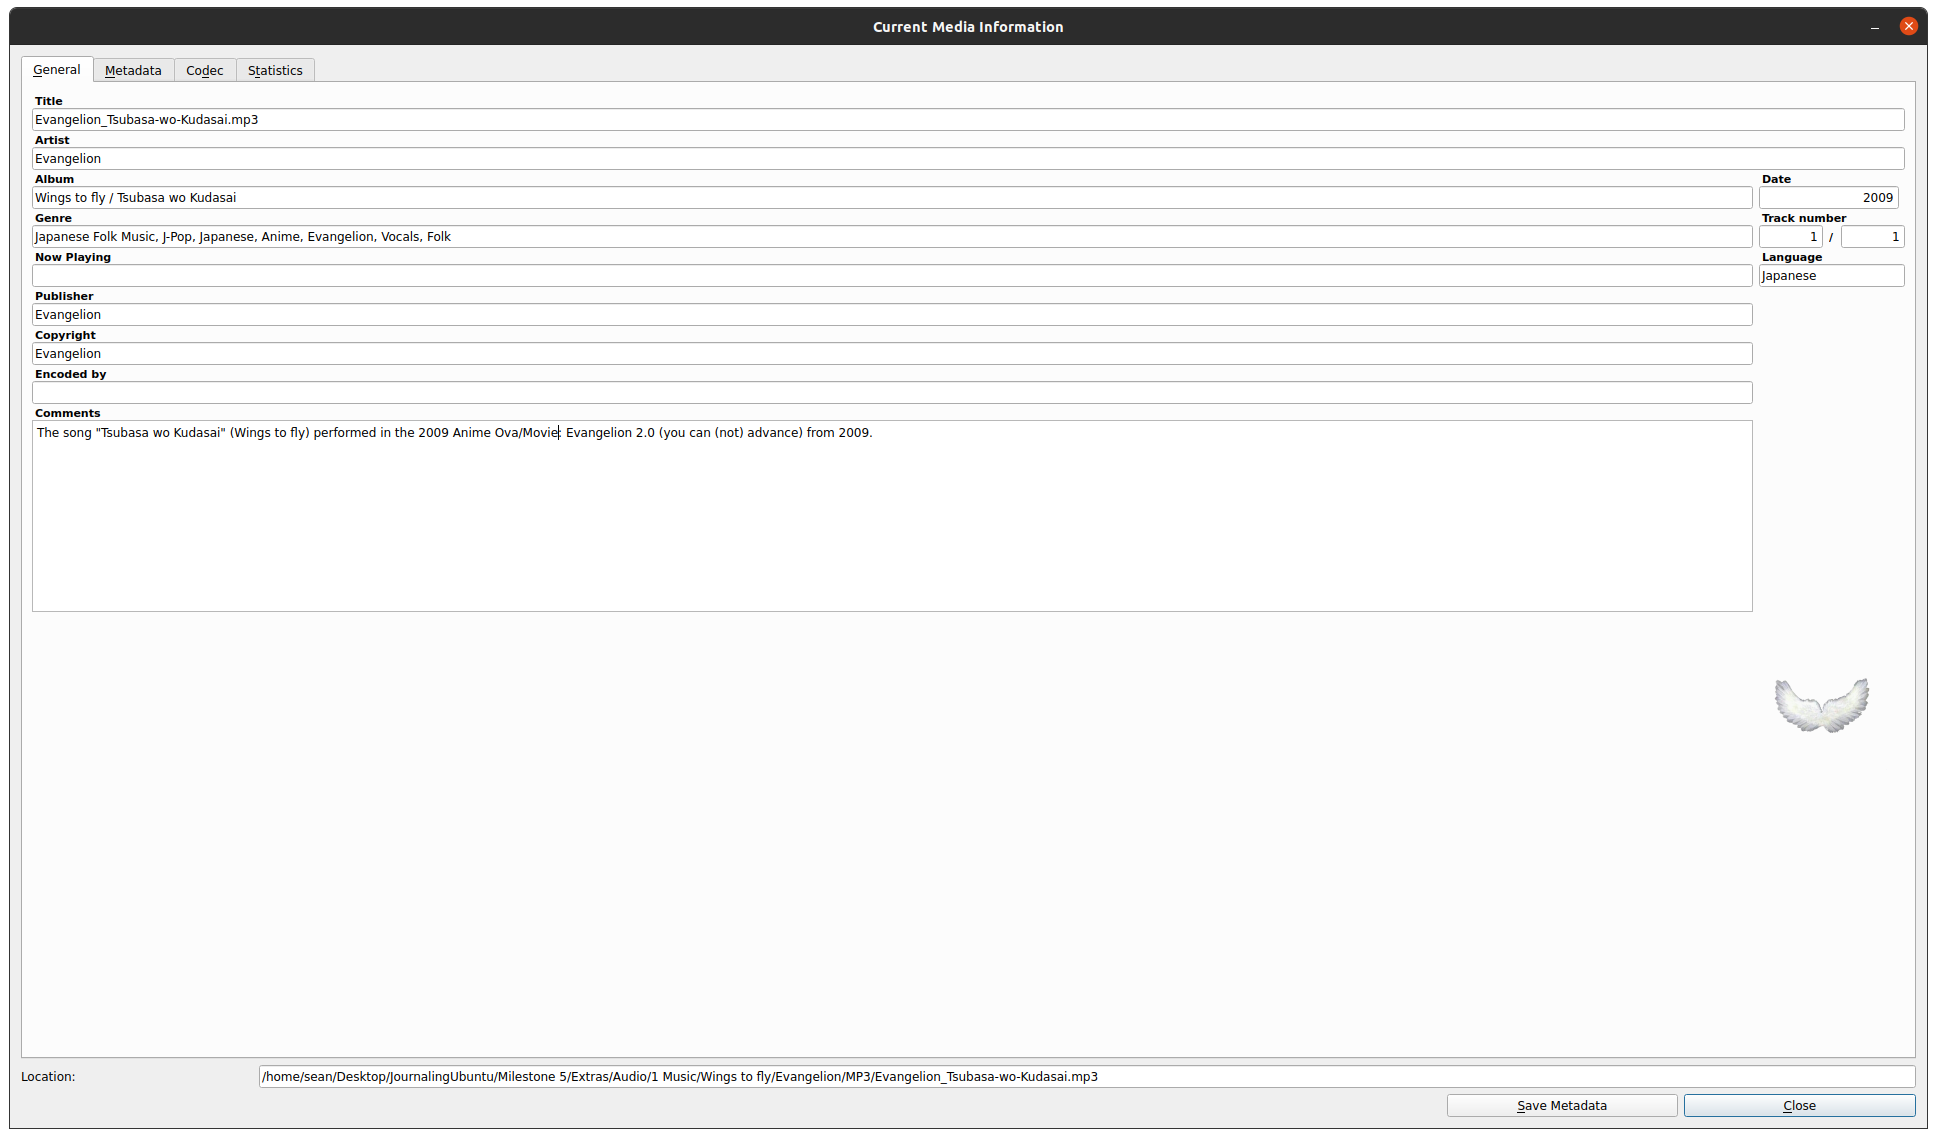 Current Media Information
General Metadata Codec Statistics
Title
Evangelion_Tsubasa-wo-Kudasai.mp3
Artist
Evangelion
Album Date
Wings to fly / Tsubasa wo Kudasai 2009
Genre Track number
Japanese Folk Music, J-Pop, Japanese, Anime, Evangelion, Vocals, Folk 1 / 1
Now Playing Language
Japanese
Publisher
Evangelion
Copyright
Evangelion
Encoded by
Comments
The song "Tsubasa wo Kudasai" (Wings to fly) performed in the 2009 Anime Ova/Movie: Evangelion 2.0 (you can (not) advance) from 2009.
Location: /home/sean/Desktop/JournalingUbuntu/Milestone 5/Extras/Audio/1 Music/Wings to fly/Evangelion/MP3/Evangelion_Tsubasa-wo-Kudasai.mp3
Save Metadata Close